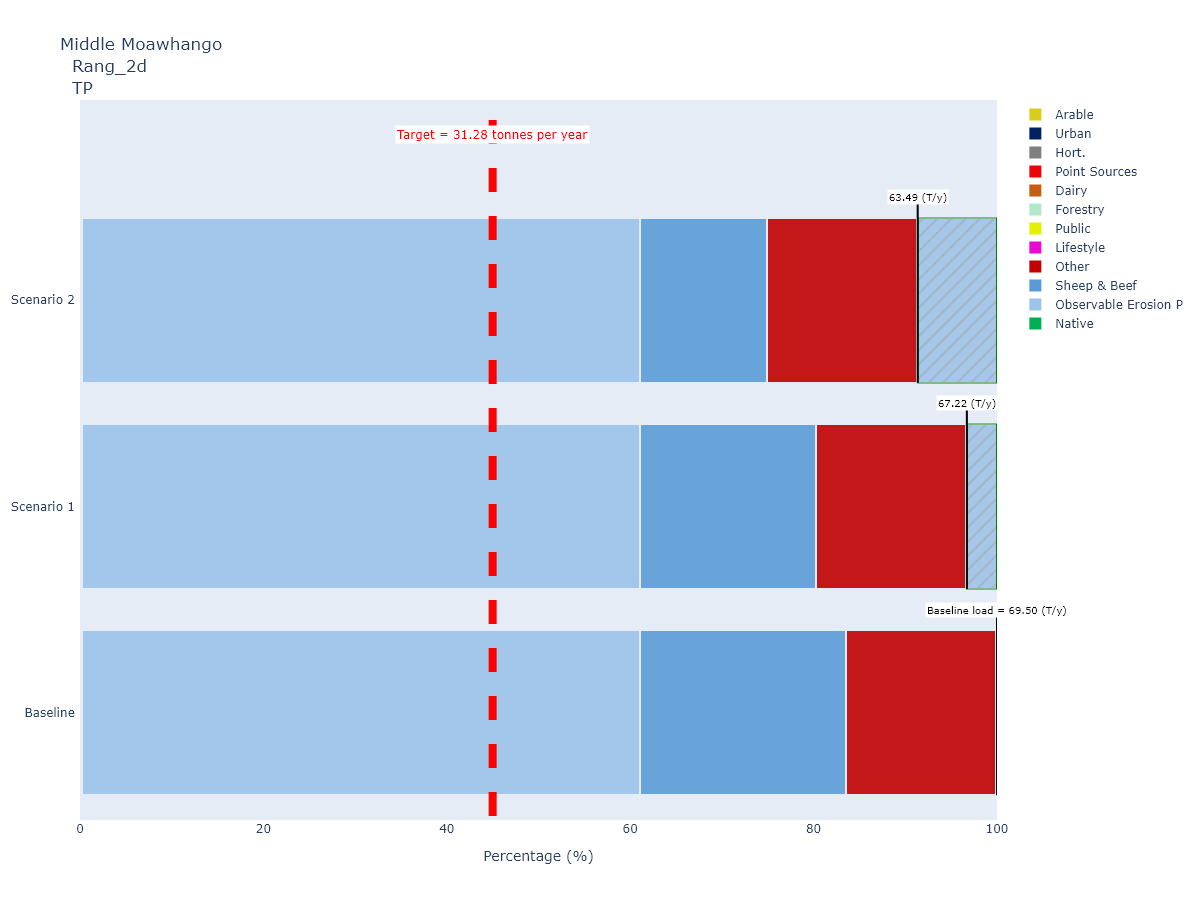 Middle Moawhango
Rang_2d
TP
Target = 31.28 tonnes per year
63.49 (T/y)
Scenario 2
67.22 (T/y)
Scenario 1
Baseline load = 69.50 (T/y)
Baseline
0 20 40 60 80 100
Percentage (%)
Arable
Urban
Hort.
Point Sources
Dairy
Forestry
Public
Lifestyle
Other
Sheep & Beef
Observable Erosion P
Native